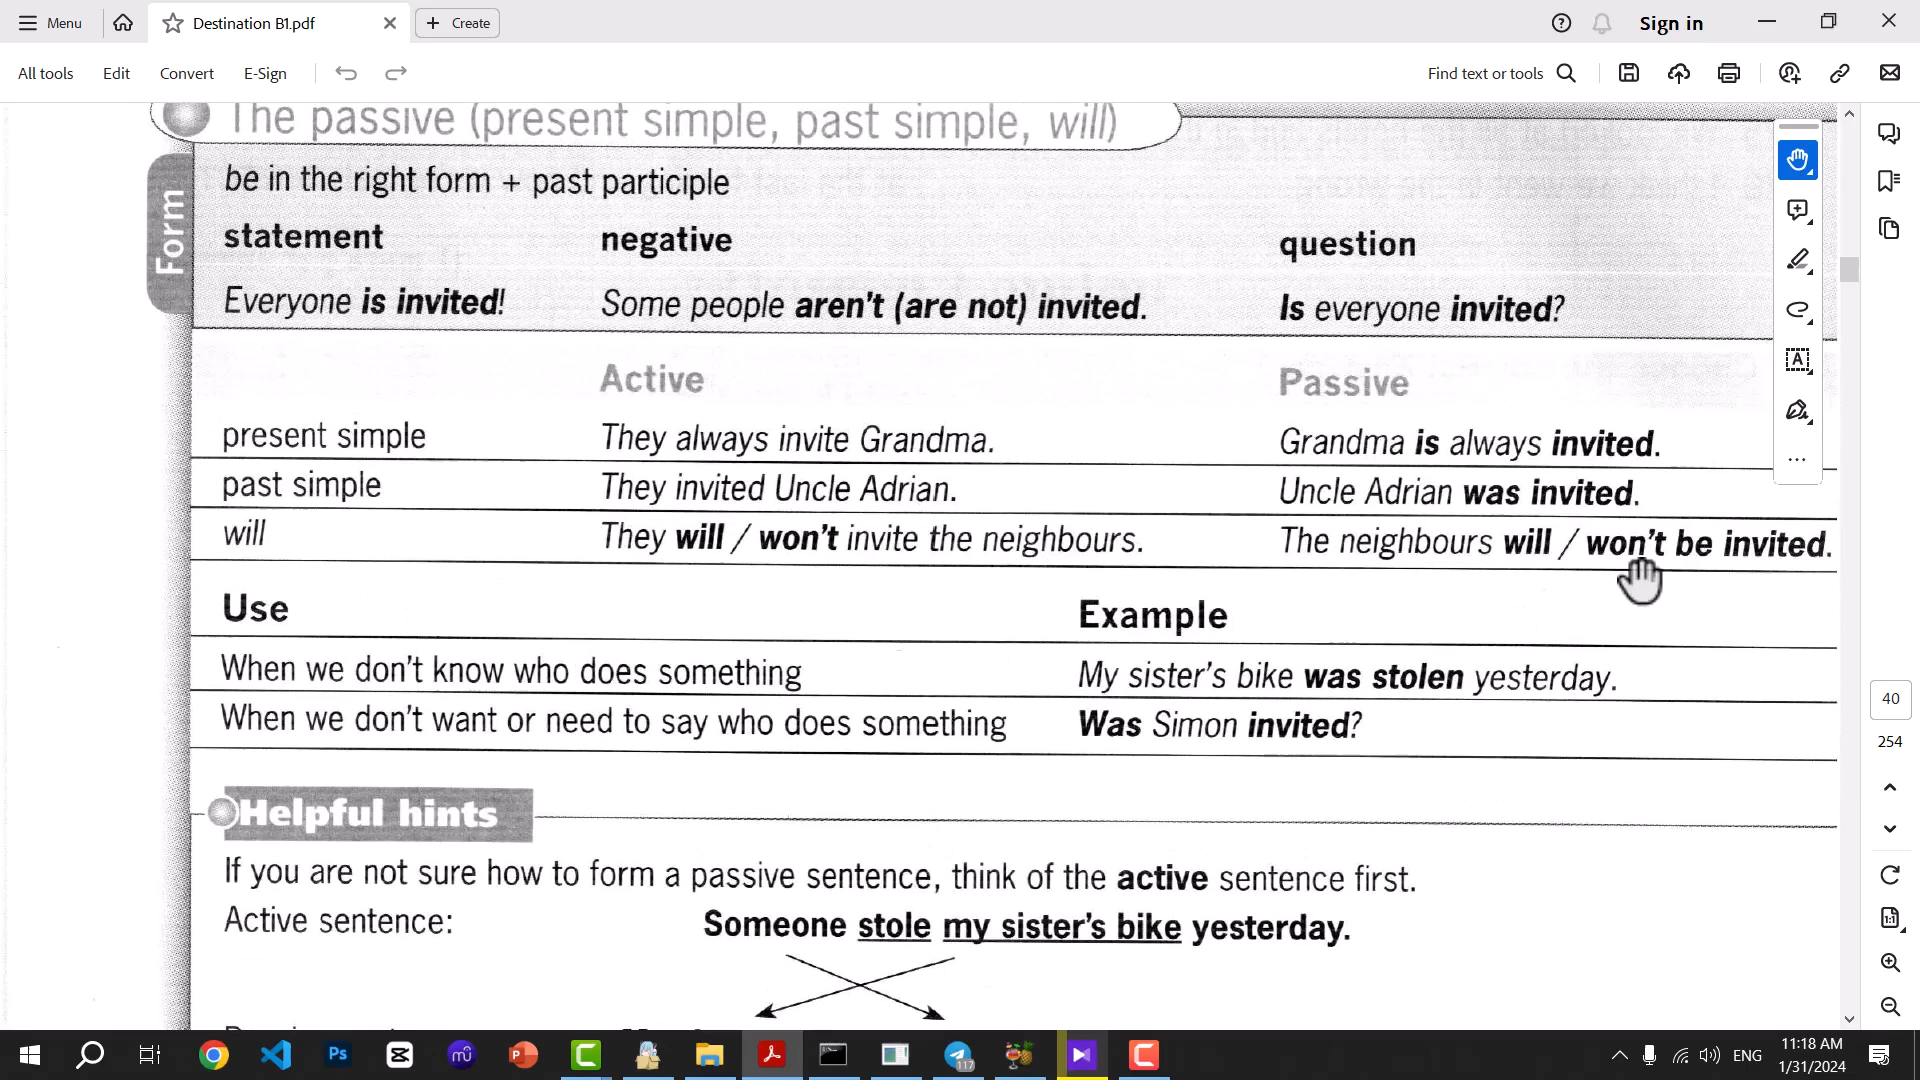 Menu
Destination B1.pdf
Create
Sign in
All tools
Edit
Convert
E-Sign
Find text or tools
The passive (present simple, past simple, will)
Form
be in the right form + past participle
statement negative question
Everyone is invited! Some people aren't (are not) invited. Is everyone invited?
Active Passive
present simple They always invite Grandma. Grandma is always invited.
past simple They invited Uncle Adrian. Uncle Adrian was invited.
will They will / won't invite the neighbours. The neighbours will / won't be invited.
Use Example
When we don't know who does something My sister's bike was stolen yesterday.
When we don't want or need to say who does something Was Simon invited?
Helpful hints
If you are not sure how to form a passive sentence, think of the active sentence first.
Active sentence: Someone stole my sister's bike yesterday.
40
254
117
ENG
11:18 AM
1/31/2024